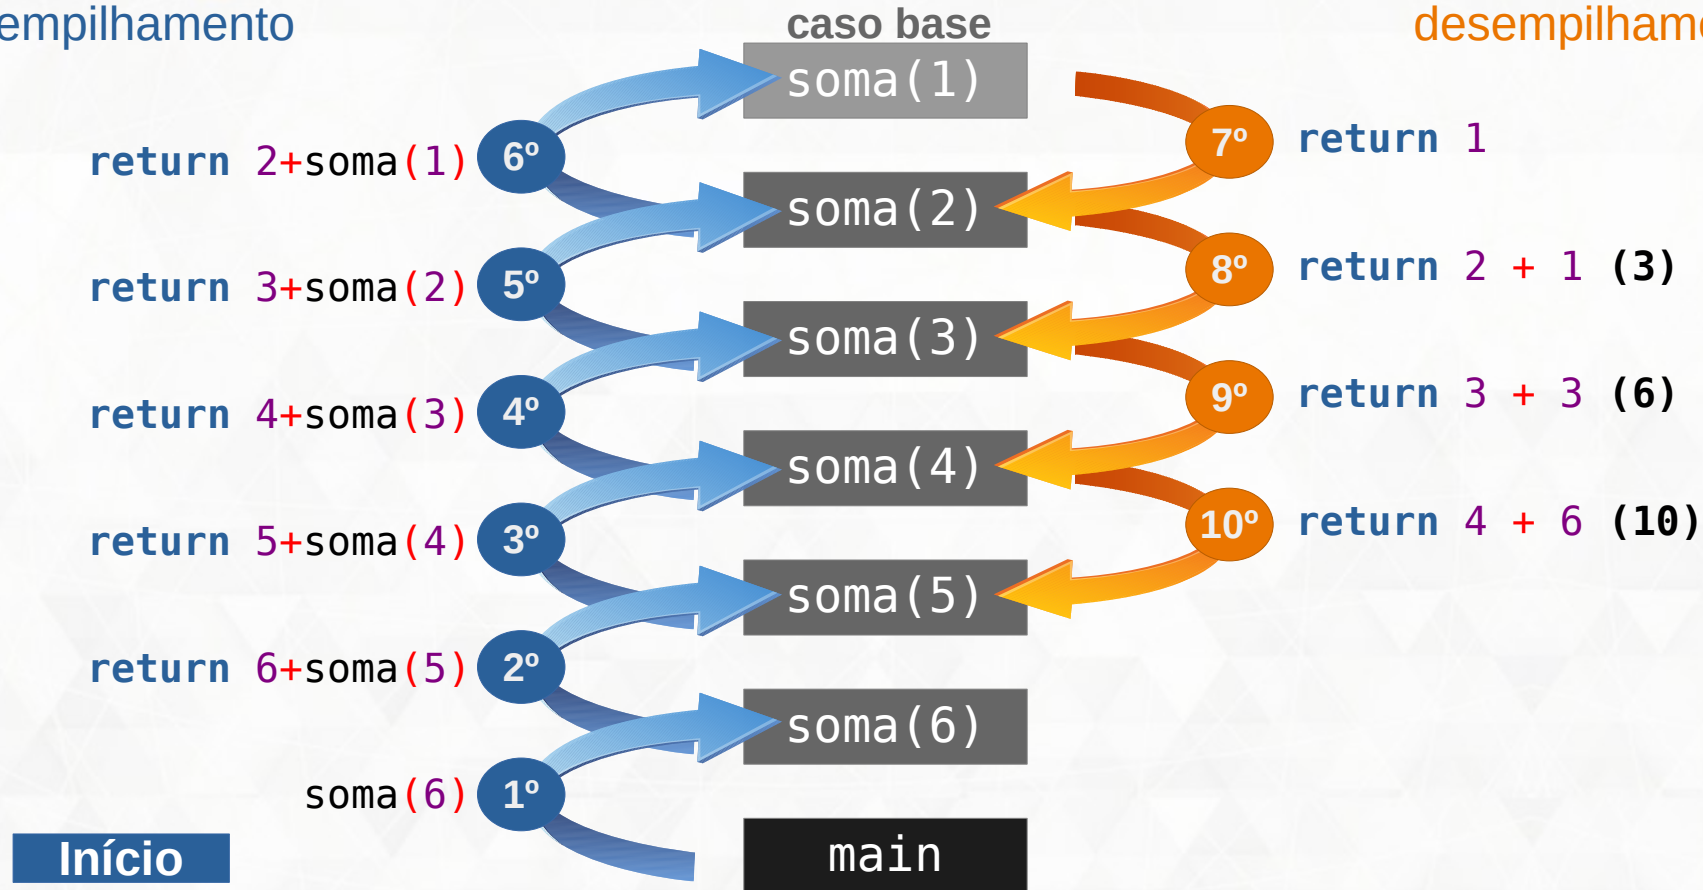 empilhamento
caso base
desempilham
soma(1)
return 2+soma(1) 6º
7º return 1
soma(2)
return 3+soma(2) 5º
8º return 2 + 1 (3)
soma(3)
return 4+soma(3) 4º
9º return 3 + 3 (6)
soma(4)
return 5+soma(4) 3º
10º return 4 + 6 (10)
soma(5)
return 6+soma(5) 2º
soma(6)
soma(6) 1º
Início
main